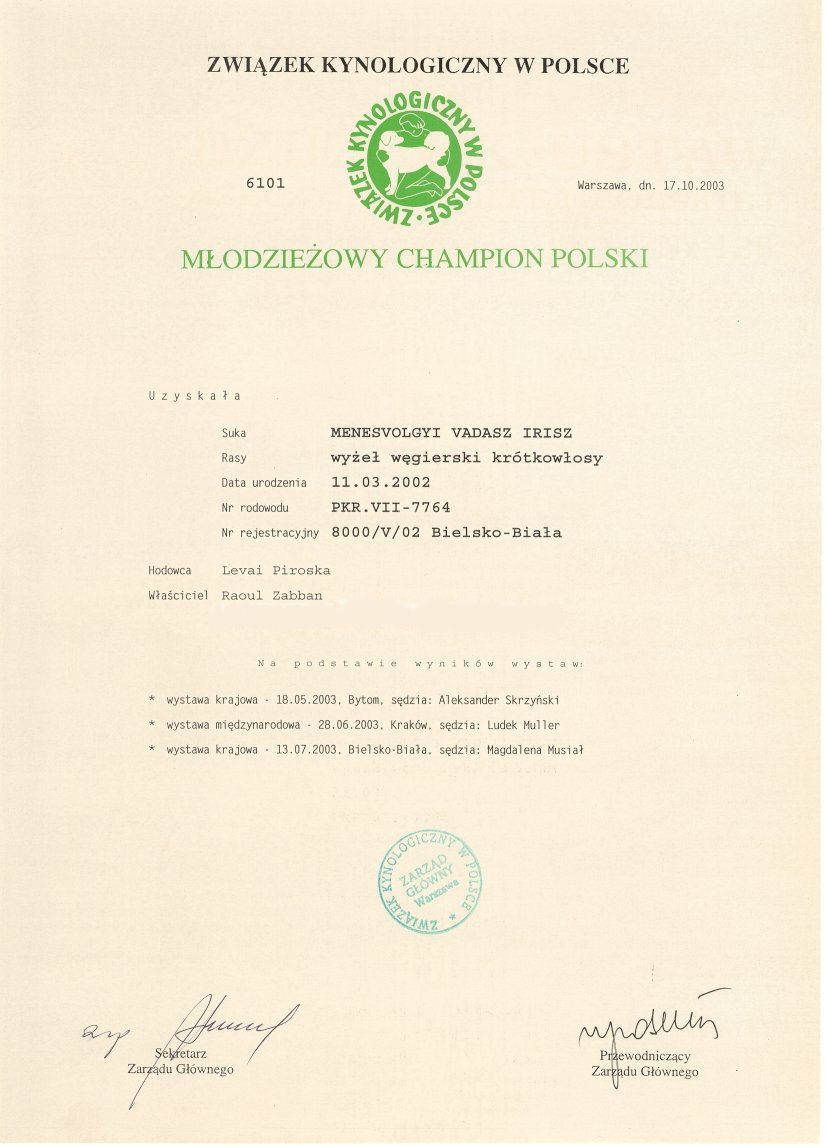 ZWIĄZEK KYNOLOGICZNY W POLSCE
ZWIĄZEK KYNOLOGICZNY W POLSCE
6101
Warszawa, dn. 17.10.2003
MŁODZIEŻOWY CHAMPION POLSKI
Uzyskała
Suka MENESVOLGYI VADASZ IRISZ
Rasy wyżeł węgierski krótkowłosy
Data urodzenia 11.03.2002
Nr rodowodu PKR.VII-7764
Nr rejestracyjny 8000/V/02 Bielsko-Biała
Hodowca Levai Piroska
Właściciel Raoul Zabban
Na podstawie wyników wystaw:
* wystawa krajowa - 18.05.2003, Bytom, sędzia: Aleksander Skrzyński
* wystawa międzynarodowa - 28.06.2003, Kraków, sędzia: Ludek Muller
* wystawa krajowa - 13.07.2003, Bielsko-Biała, sędzia: Magdalena Musiał
ZWIĄZEK KYNOLOGICZNY W POLSCE
ZARZĄD
GŁÓWNY
Warszawa
Sekretarz
Zarządu Głównego
Przewodniczący
Zarządu Głównego